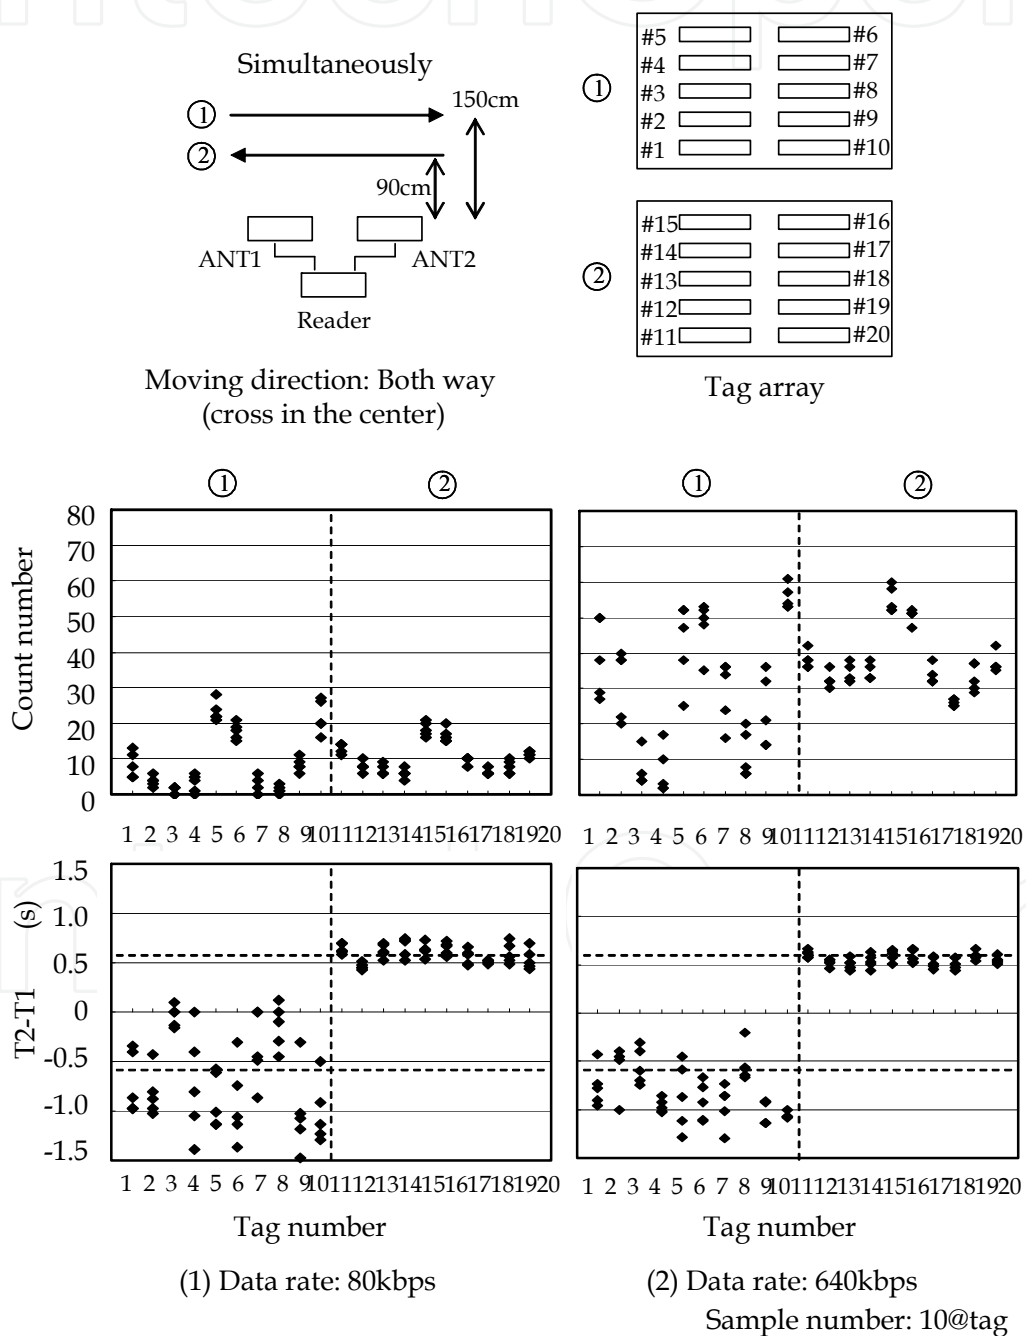 Simultaneously
①
②
150cm
90cm
ANT1
ANT2
Reader
Moving direction: Both way
(cross in the center)
①
#5
#6
#4
#7
#3
#8
#2
#9
#1
#10
②
#15
#16
#14
#17
#13
#18
#12
#19
#11
#20
Tag array
① ②
① ②
Count number
80
70
60
50
40
30
20
10
0
1 2 3 4 5 6 7 8 9 10 11 12 13 14 15 16 17 18 19 20
1 2 3 4 5 6 7 8 9 10 11 12 13 14 15 16 17 18 19 20
T2-T1 (s)
1.5
1.0
0.5
0
-0.5
-1.0
-1.5
1 2 3 4 5 6 7 8 9 10 11 12 13 14 15 16 17 18 19 20
1 2 3 4 5 6 7 8 9 10 11 12 13 14 15 16 17 18 19 20
Tag number
Tag number
(1) Data rate: 80kbps
(2) Data rate: 640kbps
Sample number: 10@tag